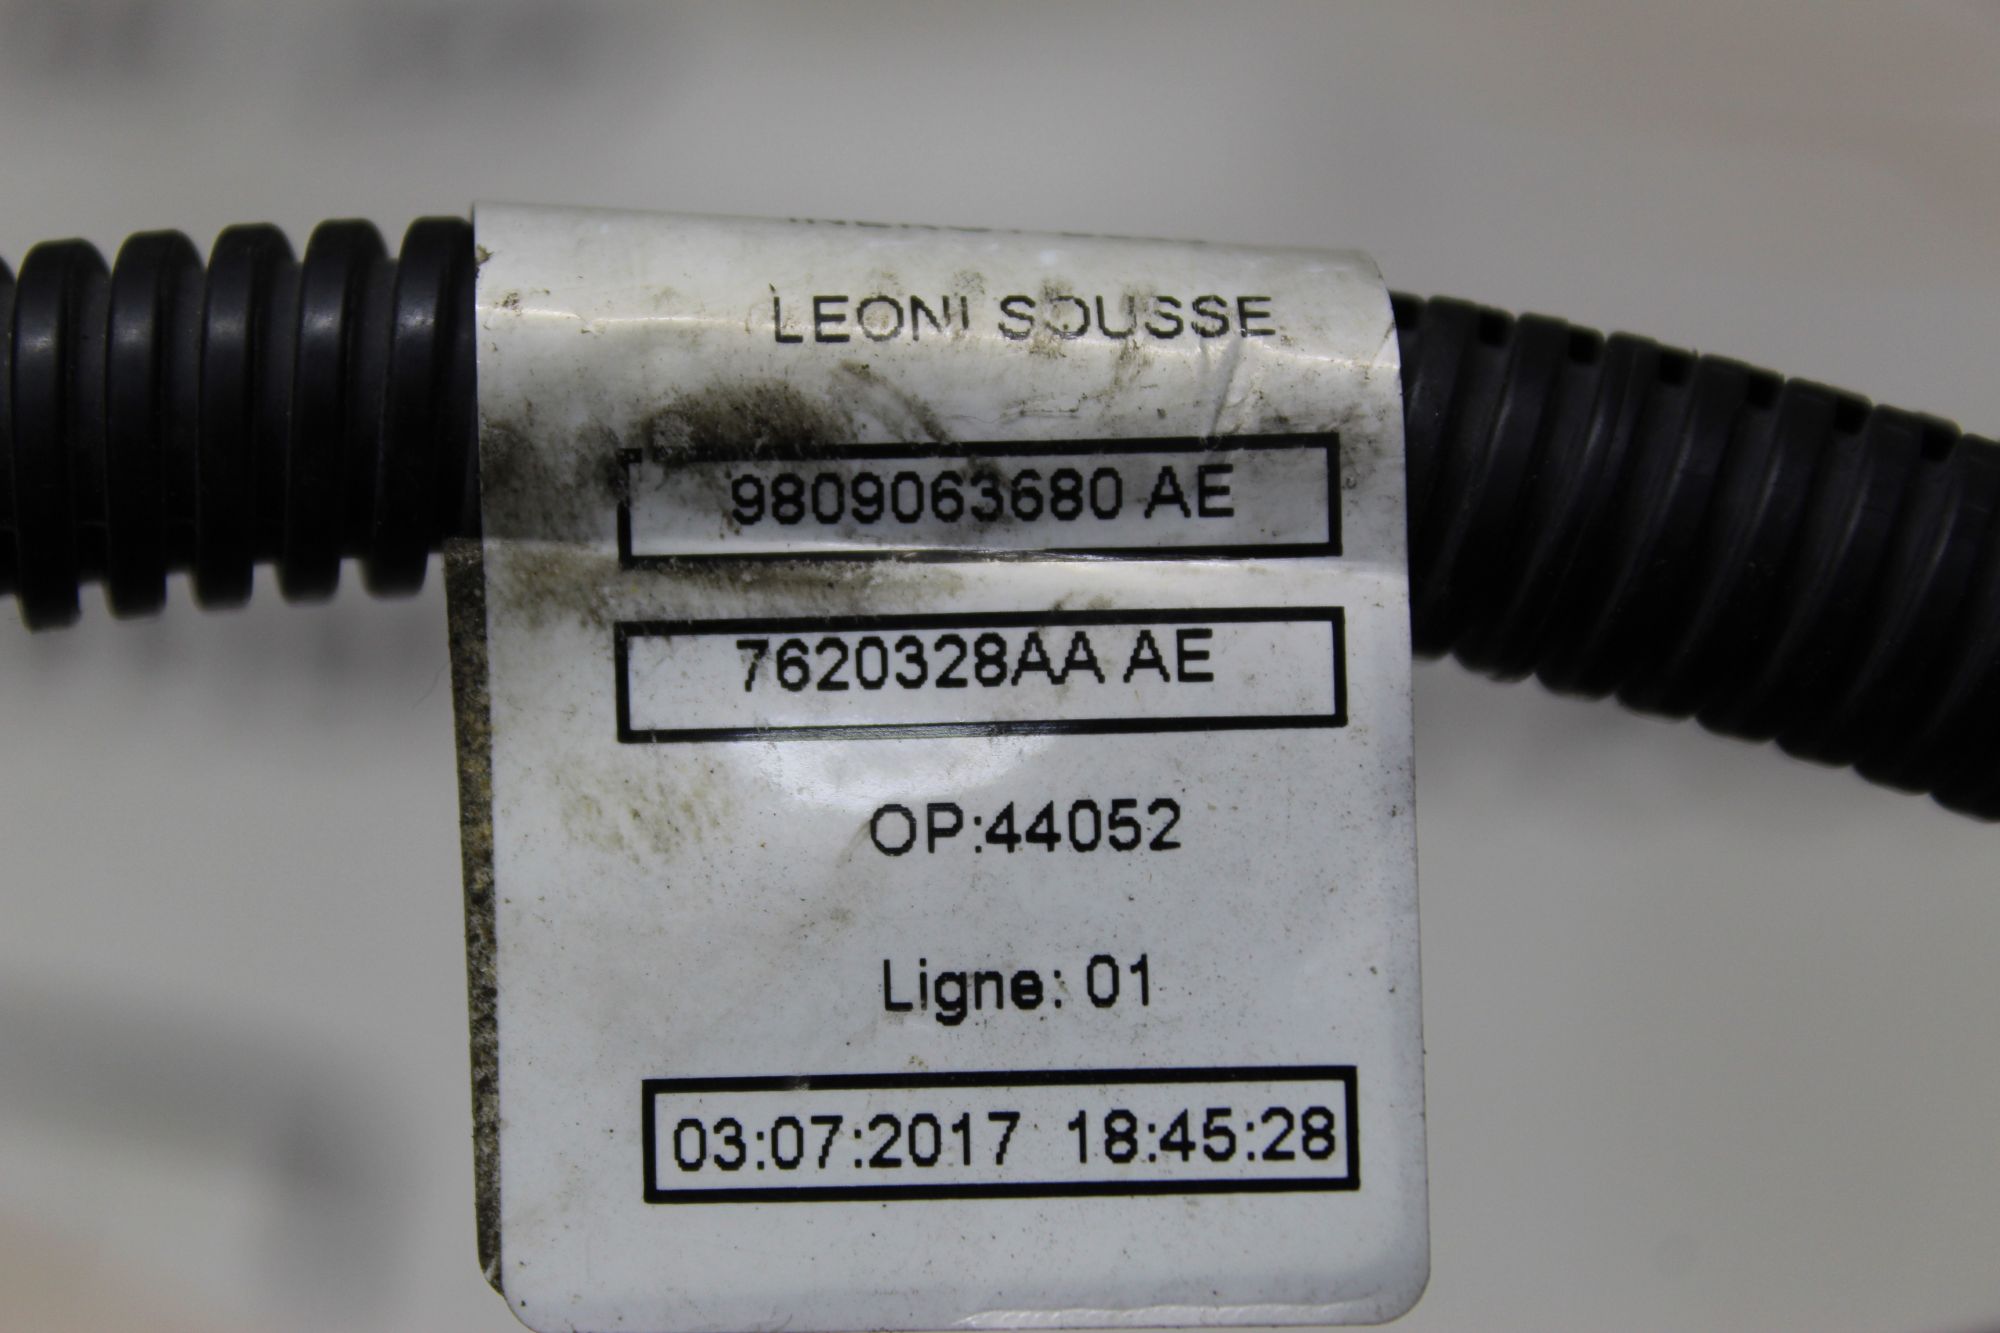 LEONI SOUSSE
9809063680 AE
7620328AA AE
OP:44052
Ligne: 01
03:07:2017 18:45:28